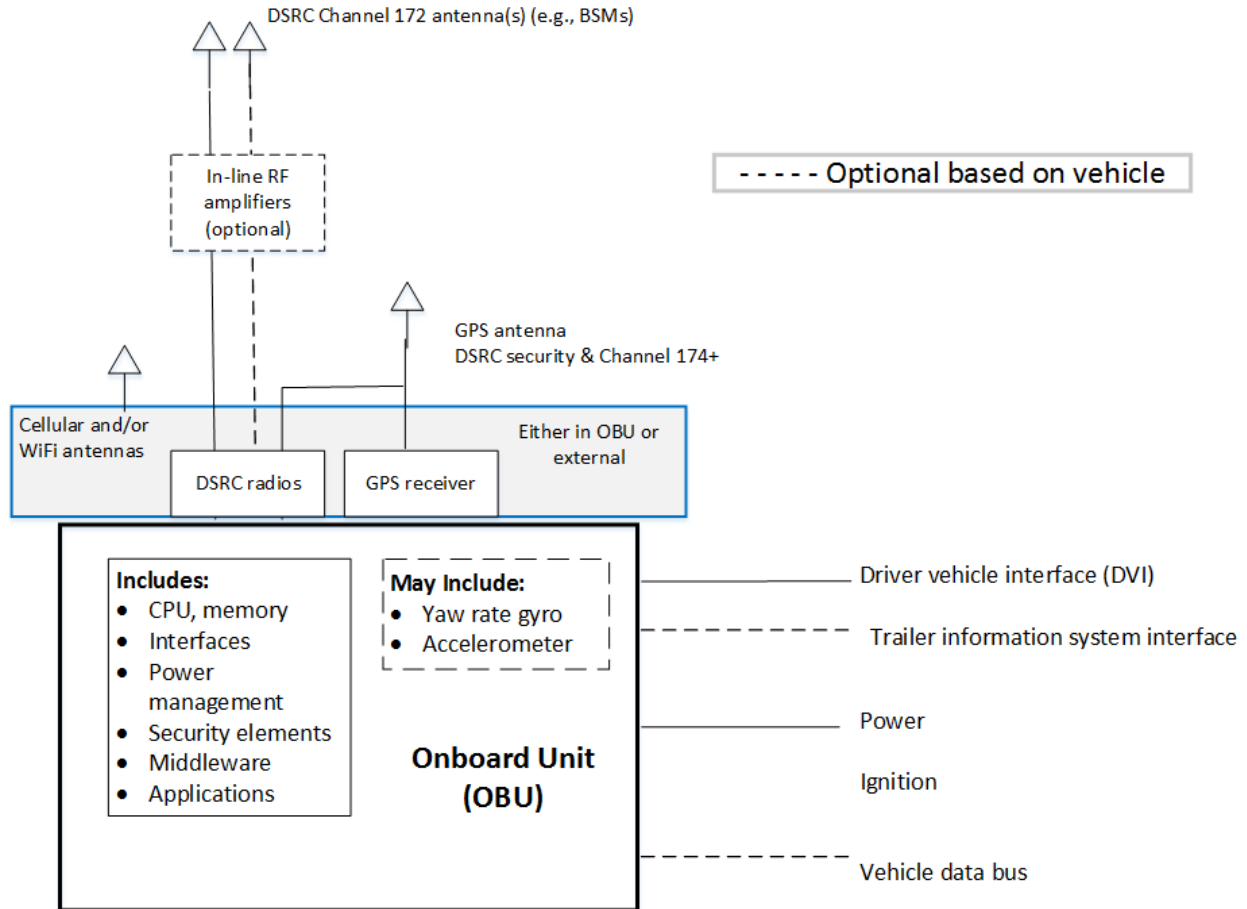 DSRC Channel 172 antenna(s) (e.g., BSMs)
In-line RF
amplifiers
(optional)
- - - - - Optional based on vehicle
GPS antenna
DSRC security & Channel 174+
Cellular and/or
WiFi antennas
Either in OBU or
external
DSRC radios
GPS receiver
Includes:
• CPU, memory
• Interfaces
• Power
management
• Security elements
• Middleware
• Applications
May Include:
• Yaw rate gyro
• Accelerometer
Onboard Unit
(OBU)
Driver vehicle interface (DVI)
Trailer information system interface
Power
Ignition
Vehicle data bus